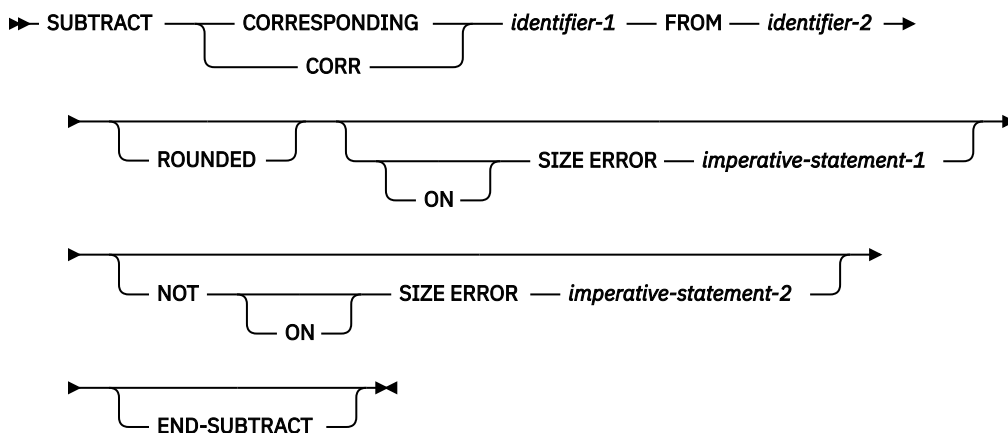 SUBTRACT CORRESPONDING identifier-1 FROM identifier-2
CORR
ROUNDED SIZE ERROR imperative-statement-1
ON
NOT SIZE ERROR imperative-statement-2
ON
END-SUBTRACT